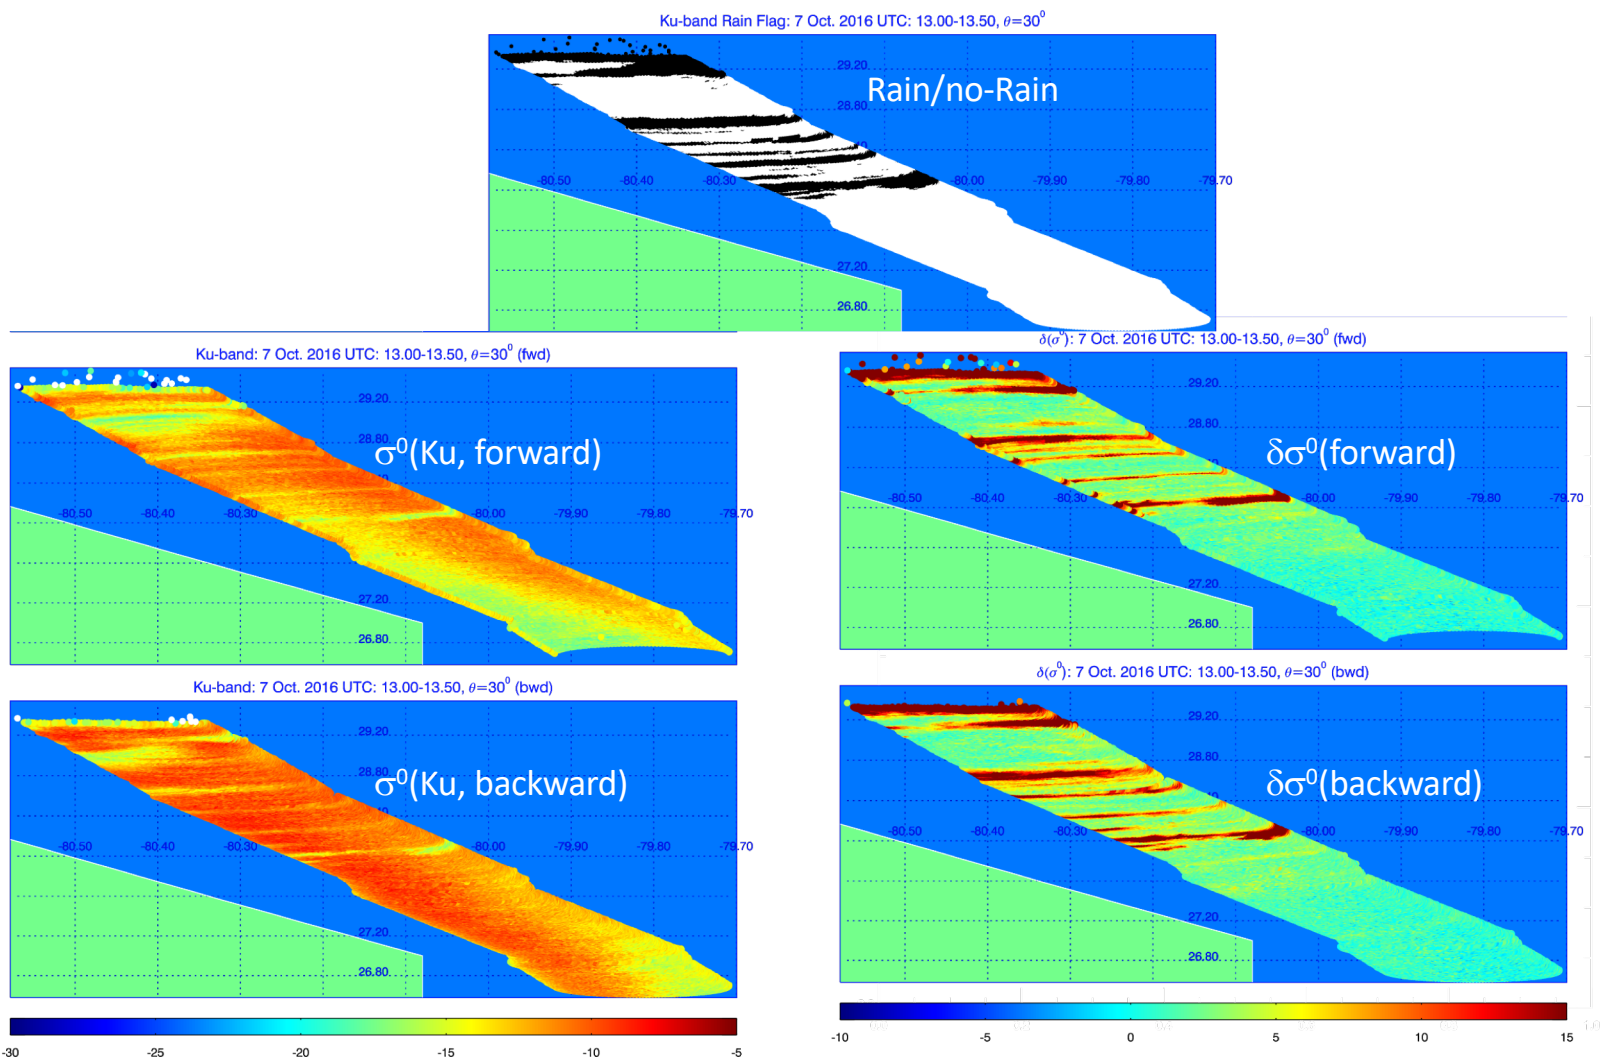 Ku-band Rain Flag: 7 Oct. 2016 UTC: 13.00-13.50, θ=30⁰
29.20
Rain/no-Rain
28.80
-80.50 -80.40 -80.30 -80.00 -79.90 -79.80 -79.70
27.20
26.80
Ku-band: 7 Oct. 2016 UTC: 13.00-13.50, θ=30⁰ (fwd)
29.20
28.80
σ⁰(Ku, forward)
-80.50 -80.40 -80.30 -80.00 -79.90 -79.80 -79.70
27.20
26.80
δ(σ⁰): 7 Oct. 2016 UTC: 13.00-13.50, θ=30⁰ (fwd)
29.20
28.80
δσ⁰(forward)
-80.50 -80.40 -80.30 -80.00 -79.90 -79.80 -79.70
27.20
26.80
Ku-band: 7 Oct. 2016 UTC: 13.00-13.50, θ=30⁰ (bwd)
29.20
28.80
σ⁰(Ku, backward)
-80.50 -80.40 -80.30 -80.00 -79.90 -79.80 -79.70
27.20
26.80
-30 -25 -20 -15 -10 -5
δ(σ⁰): 7 Oct. 2016 UTC: 13.00-13.50, θ=30⁰ (bwd)
29.20
28.80
δσ⁰(backward)
-80.50 -80.40 -80.30 -80.00 -79.90 -79.80 -79.70
27.20
26.80
-10 -5 0 5 10 15